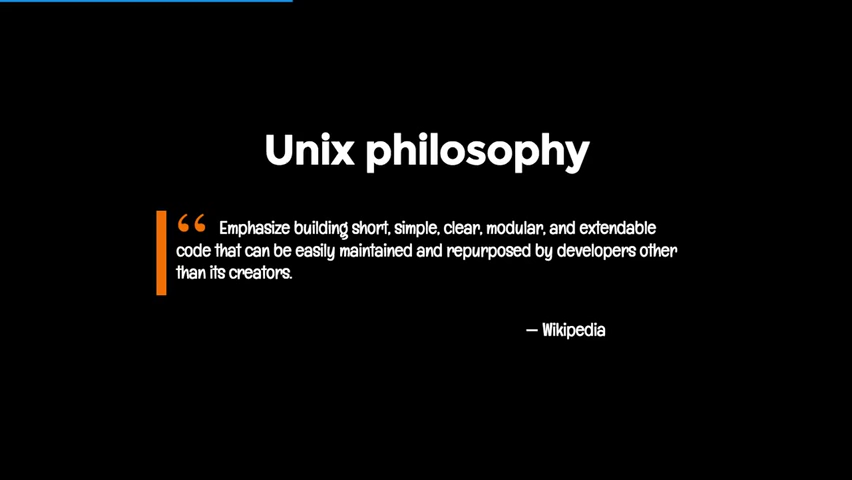 Unix philosophy
“ Emphasize building short, simple, clear, modular, and extendable
code that can be easily maintained and repurposed by developers other
than its creators.
— Wikipedia